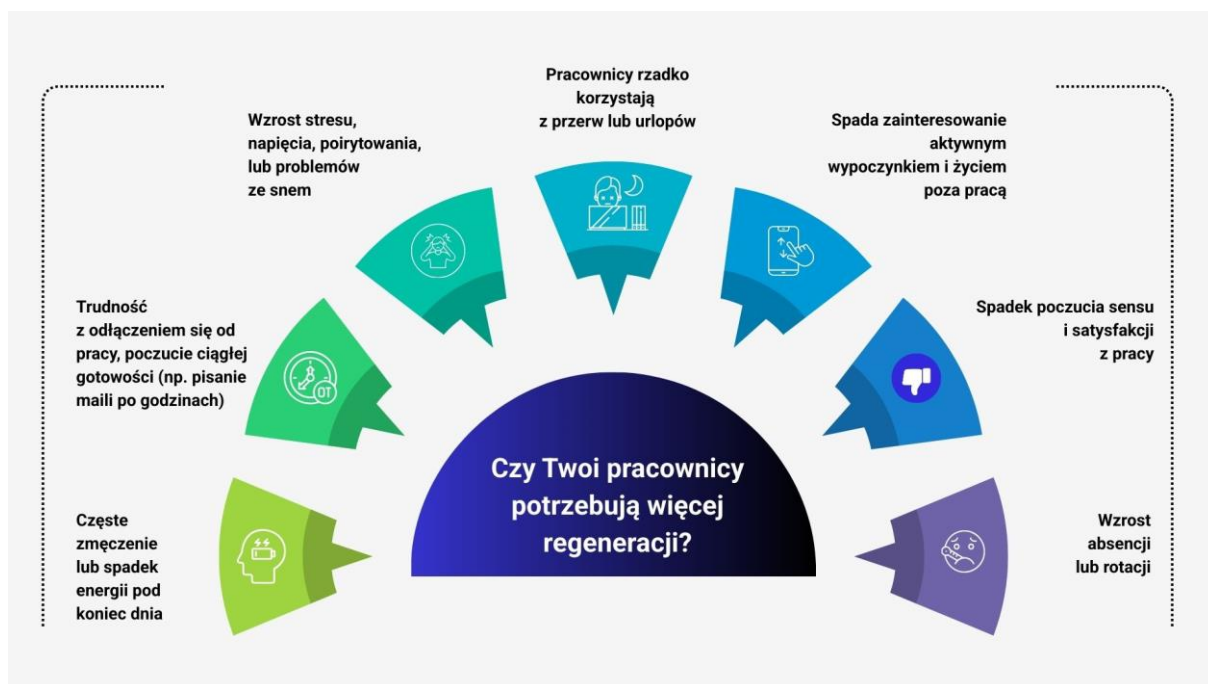 Pracownicy rzadko
korzystają
z przerw lub urlopów
Wzrost stresu,
napięcia, poirytowania,
lub problemów
ze snem
Spada zainteresowanie
aktywnym
wypoczynkiem i życiem
poza pracą
Trudność
z odłączeniem się od
pracy, poczucie ciągłej
gotowości (np. pisanie
maili po godzinach)
OT
Spadek poczucia sensu
i satysfakcji
z pracy
Czy Twoi pracownicy
potrzebują więcej
regeneracji?
Częste
zmęczenie
lub spadek
energii pod
koniec dnia
Wzrost
absencji
lub rotacji